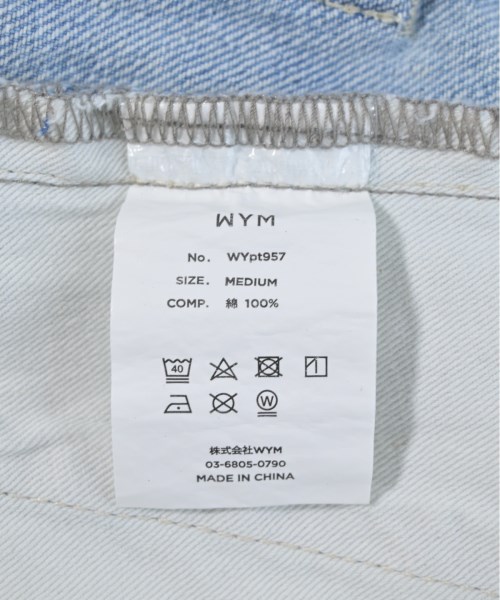 WYM
No. WYpt957
SIZE. MEDIUM
COMP. 綿 100%
40
W
株式会社WYM
03-6805-0790
MADE IN CHINA